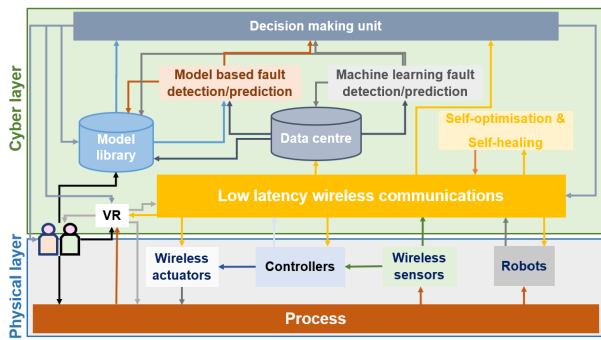 Decision making unit
Cyber layer
Model based fault
detection/prediction
Machine learning fault
detection/prediction
Model
library
Data centre
Self-optimisation &
Self-healing
Low latency wireless communications
VR
Physical layer
Wireless
actuators
Controllers
Wireless
sensors
Robots
Process